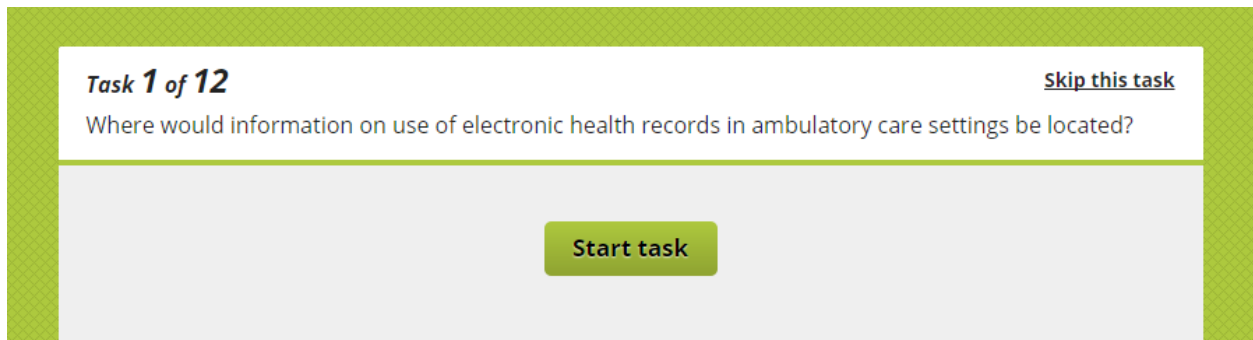 Task 1 of 12
Skip this task
Where would information on use of electronic health records in ambulatory care settings be located?
Start task